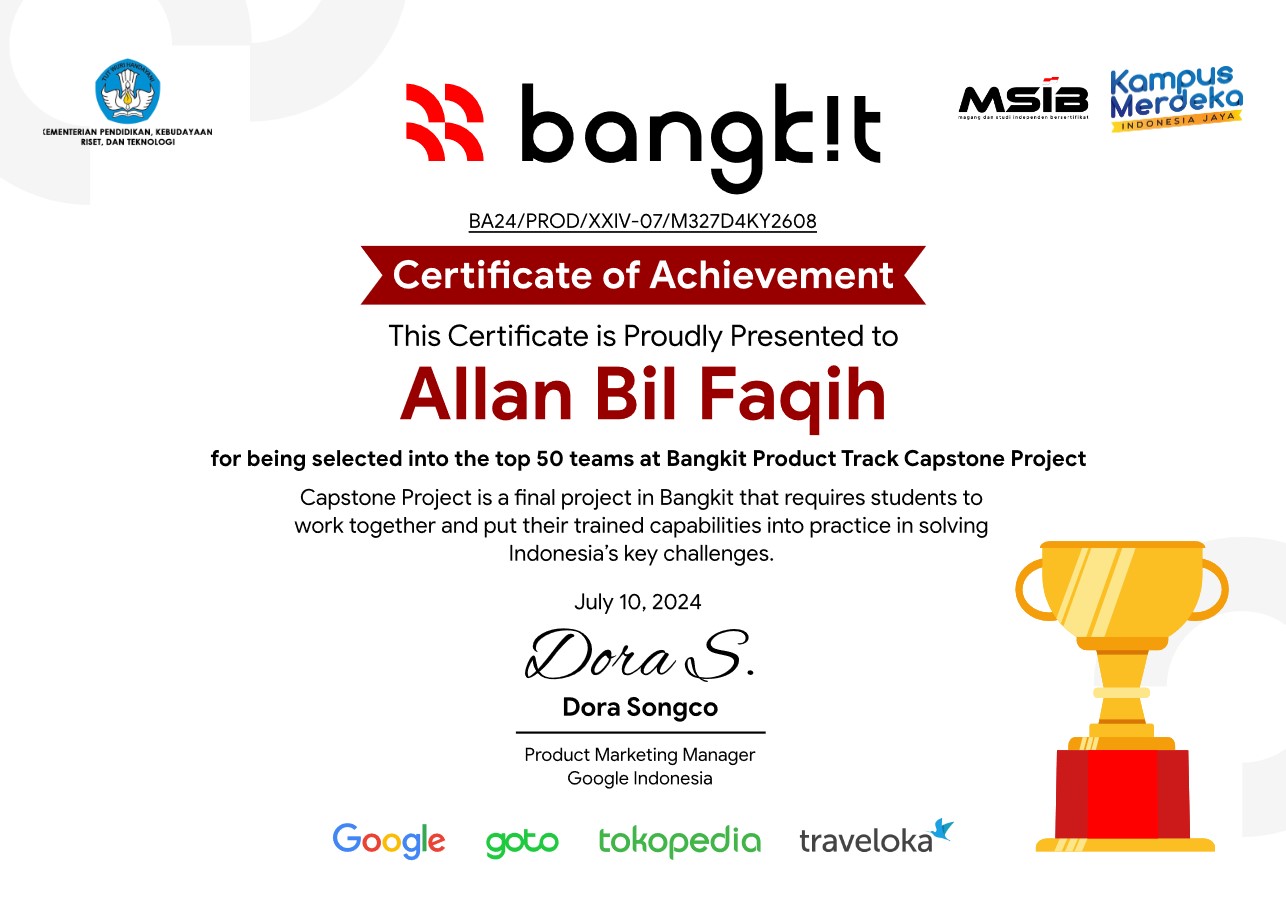 TUT WURI HANDAYANI
KEMENTERIAN PENDIDIKAN, KEBUDAYAAN
RISET, DAN TEKNOLOGI
bangk!t
MSIB
magang dan studi independen bersertifikat
Kampus
Merdeka
INDONESIA JAYA
BA24/PROD/XXIV-07/M327D4KY2608
Certificate of Achievement
This Certificate is Proudly Presented to
Allan Bil Faqih
for being selected into the top 50 teams at Bangkit Product Track Capstone Project
Capstone Project is a final project in Bangkit that requires students to
work together and put their trained capabilities into practice in solving
Indonesia’s key challenges.
July 10, 2024
Dora S.
Dora Songco
Product Marketing Manager
Google Indonesia
Google goto tokopedia traveloka